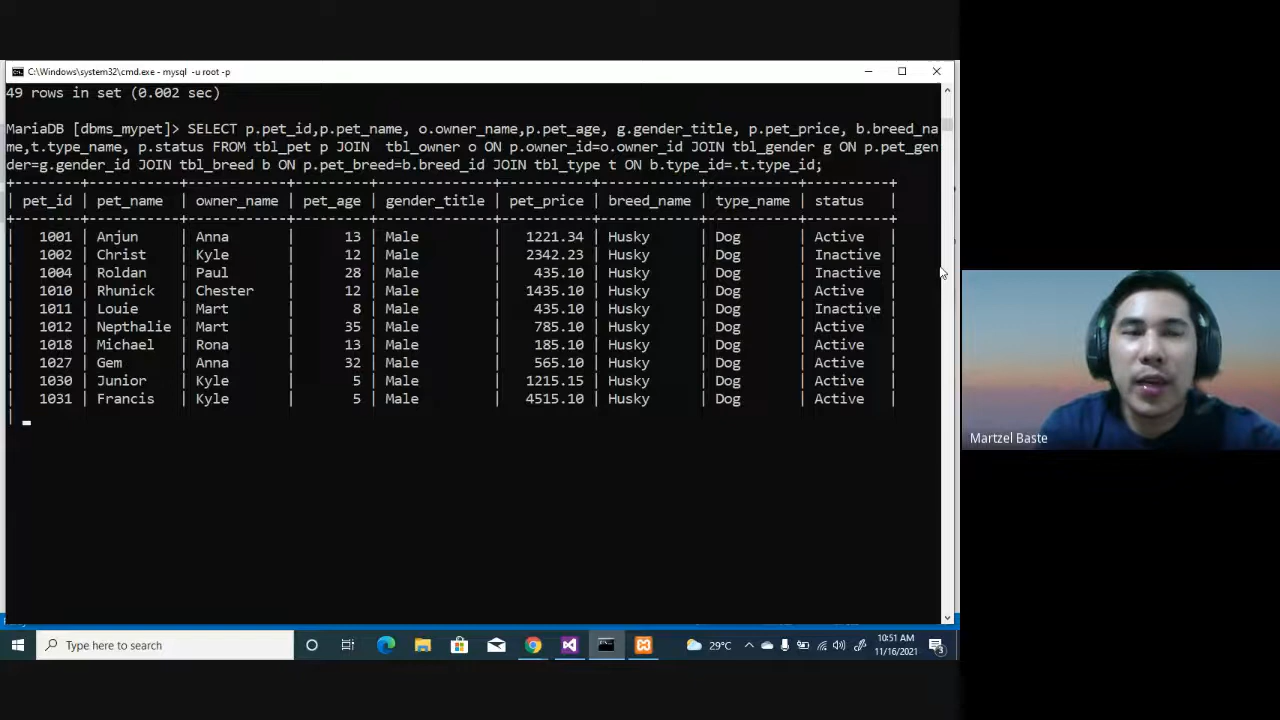 C:\Windows\system32\cmd.exe - mysql -u root -p
49 rows in set (0.002 sec)
MariaDB [dbms_mypet]> SELECT p.pet_id,p.pet_name, o.owner_name,p.pet_age, g.gender_title, p.pet_price, b.breed_na
me,t.type_name, p.status FROM tbl_pet p JOIN  tbl_owner o ON p.owner_id=o.owner_id JOIN tbl_gender g ON p.pet_gen
der=g.gender_id JOIN tbl_breed b ON p.pet_breed=b.breed_id JOIN tbl_type t ON b.type_id=.t.type_id;
+--------+-----------+------------+---------+--------------+-----------+------------+-----------+----------+
| pet_id | pet_name | owner_name | pet_age | gender_title | pet_price | breed_name | type_name | status |
+--------+-----------+------------+---------+--------------+-----------+------------+-----------+----------+
| 1001 | Anjun | Anna | 13 | Male | 1221.34 | Husky | Dog | Active |
| 1002 | Christ | Kyle | 12 | Male | 2342.23 | Husky | Dog | Inactive |
| 1004 | Roldan | Paul | 28 | Male | 435.10 | Husky | Dog | Inactive |
| 1010 | Rhunick | Chester | 12 | Male | 1435.10 | Husky | Dog | Active |
| 1011 | Louie | Mart | 8 | Male | 435.10 | Husky | Dog | Inactive |
| 1012 | Nepthalie | Mart | 35 | Male | 785.10 | Husky | Dog | Active |
| 1018 | Michael | Rona | 13 | Male | 185.10 | Husky | Dog | Active |
| 1027 | Gem | Anna | 32 | Male | 565.10 | Husky | Dog | Active |
| 1030 | Junior | Kyle | 5 | Male | 1215.15 | Husky | Dog | Active |
| 1031 | Francis | Kyle | 5 | Male | 4515.10 | Husky | Dog | Active |
|
Martzel Baste
Type here to search
29°C
10:51 AM
11/16/2021
3